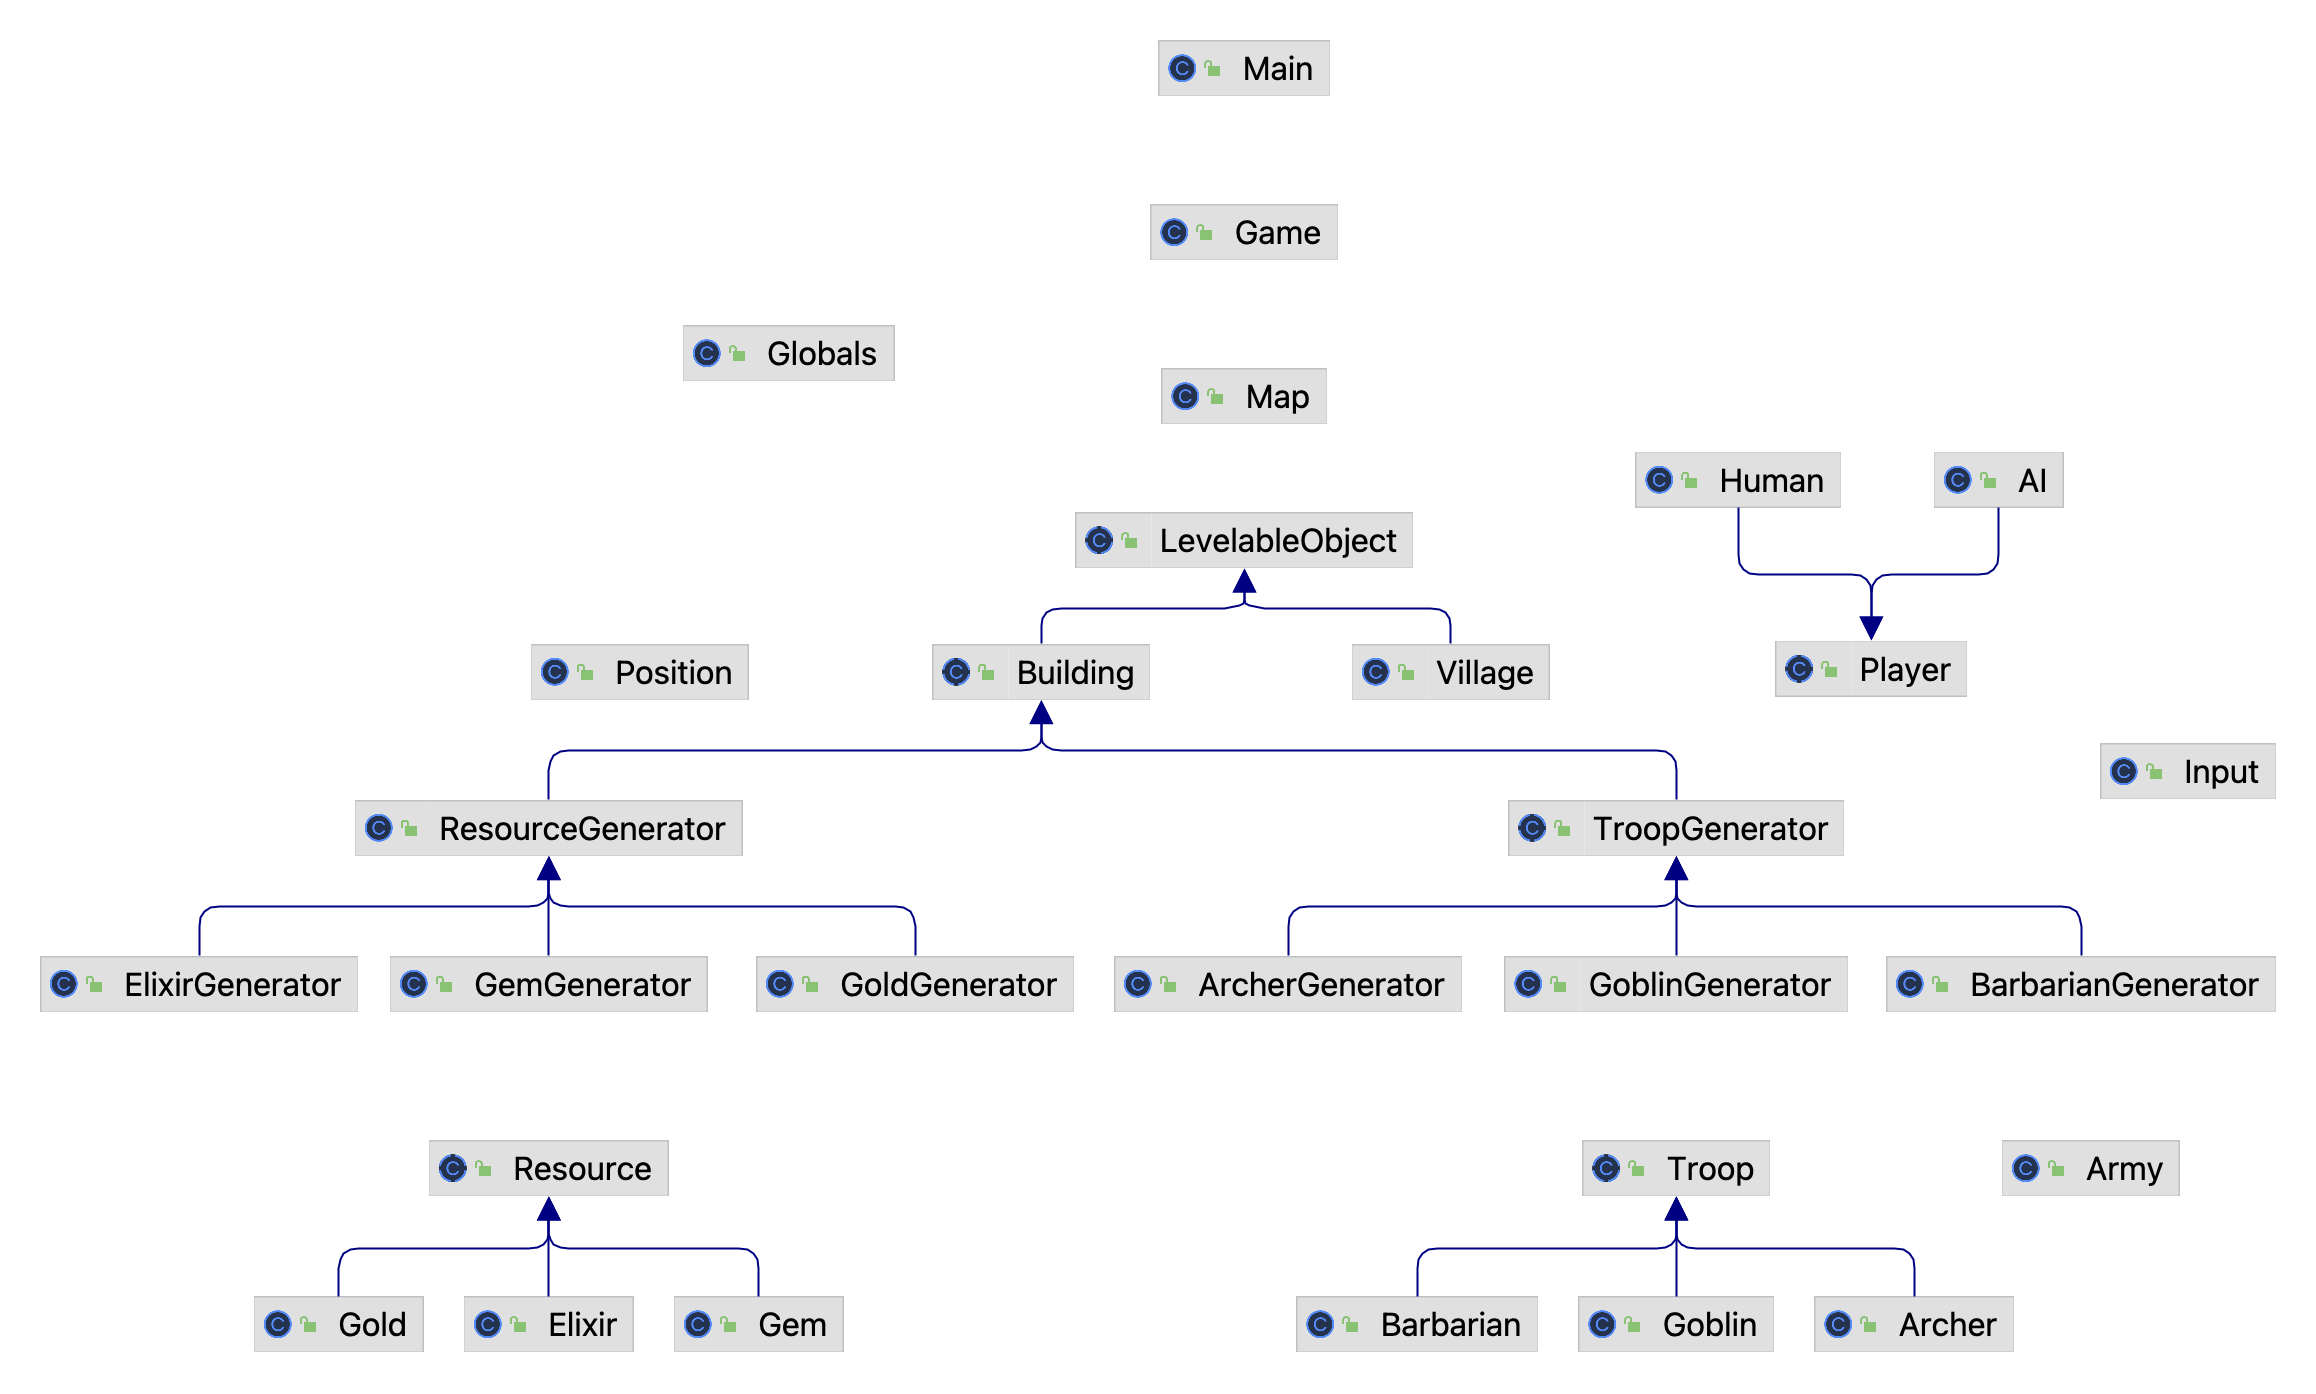 Main
Game
Globals
Map
Human
AI
LevelableObject
Position
Building
Village
Player
Input
ResourceGenerator
TroopGenerator
ElixirGenerator
GemGenerator
GoldGenerator
ArcherGenerator
GoblinGenerator
BarbarianGenerator
Resource
Troop
Army
Gold
Elixir
Gem
Barbarian
Goblin
Archer